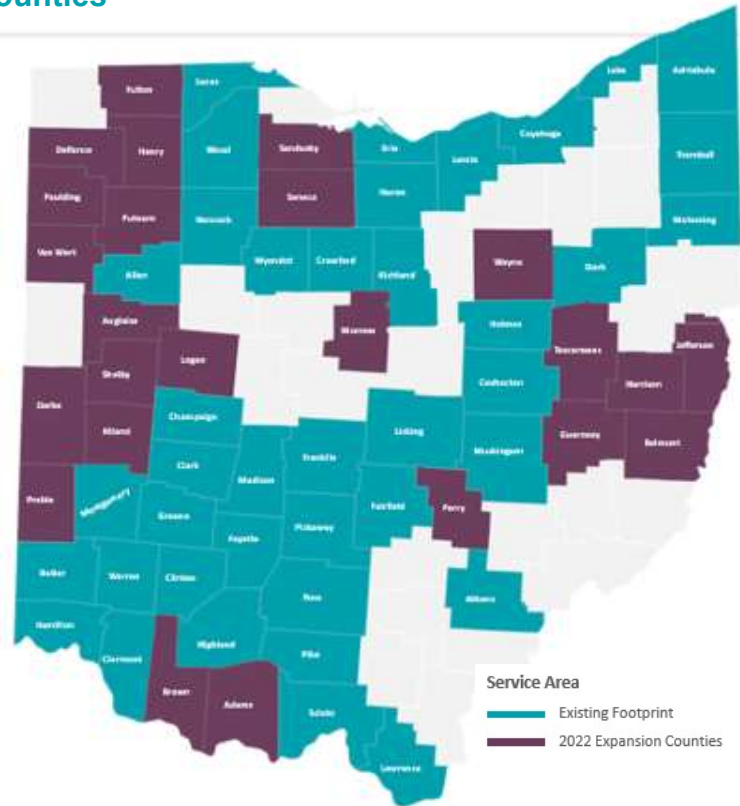 ounties
Fulton
Lucas
Lake
Ashtabula
Defiance
Henry
Wood
Sandusky
Erie
Lorain
Cuyahoga
Trumbull
Paulding
Putnam
Hancock
Seneca
Huron
Mahoning
Van Wert
Allen
Wyandot
Crawford
Richland
Wayne
Stark
Auglaize
Logan
Morrow
Holmes
Tuscarawas
Jefferson
Shelby
Harrison
Darke
Miami
Champaign
Licking
Coshocton
Guernsey
Belmont
Clark
Madison
Franklin
Muskingum
Preble
Montgomery
Greene
Fayette
Pickaway
Fairfield
Perry
Butler
Warren
Clinton
Ross
Athens
Hamilton
Clermont
Highland
Pike
Brown
Adams
Scioto
Lawrence
Service Area
Existing Footprint
2022 Expansion Counties